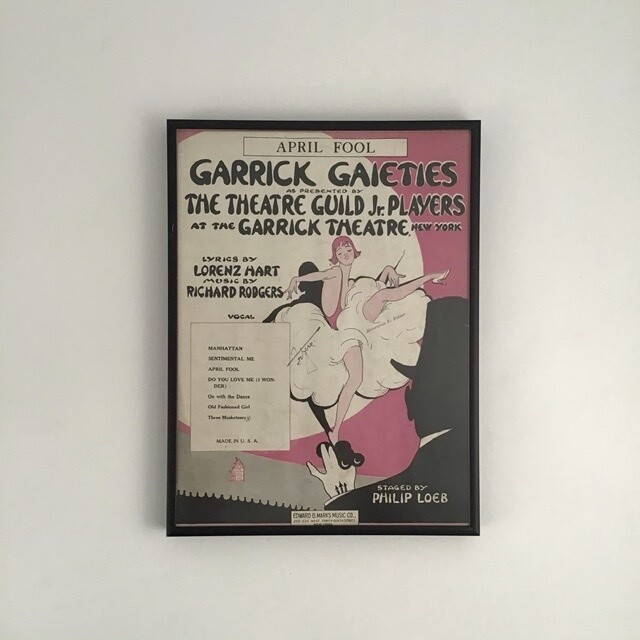 APRIL FOOL
GARRICK GAIETIES
AS PRESENTED BY
THE THEATRE GUILD Jr. PLAYERS
AT THE GARRICK THEATRE, NEW YORK
LYRICS BY
LORENZ HART
MUSIC BY
RICHARD RODGERS
VOCAL
MANHATTAN
SENTIMENTAL ME
APRIL FOOL
DO YOU LOVE ME (I WON-
DER)
On with the Dance
Old Fashioned Girl
Three Musketeers
MADE IN U. S. A.
STAGED BY
PHILIP LOEB
EDWARD B. MARKS MUSIC CO.